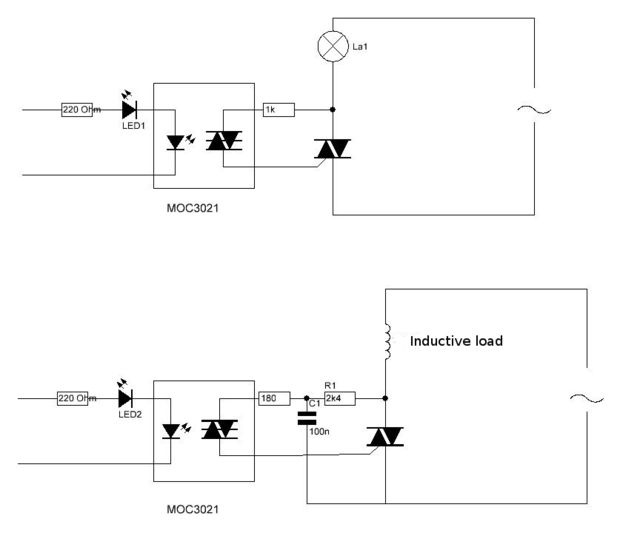 La1
220 Ohm
1k
LED1
MOC3021
Inductive load
R1
220 Ohm
180
2k4
C1
LED2
100n
MOC3021